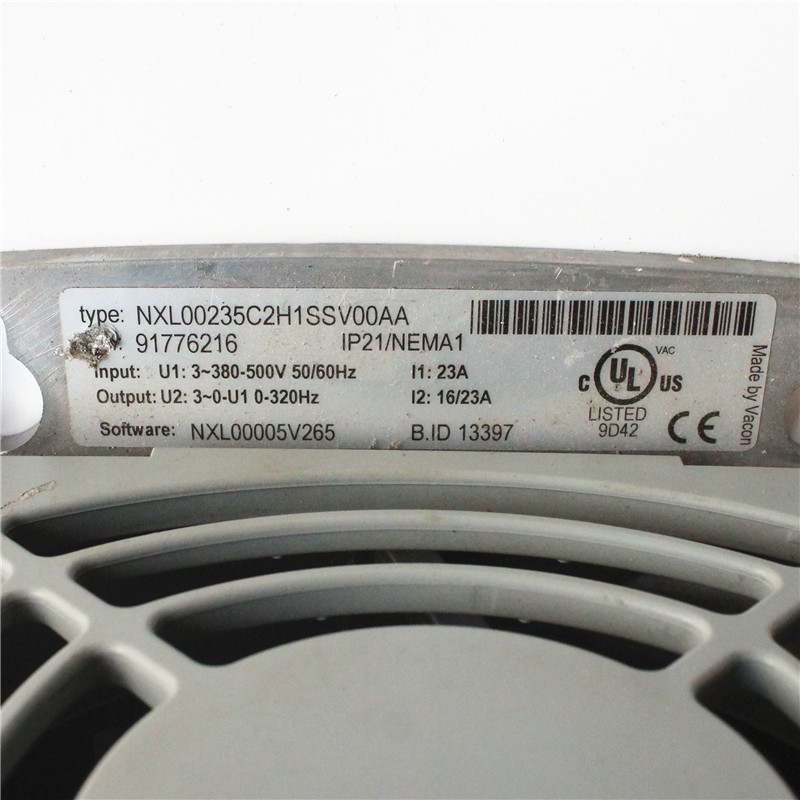 type: NXL00235C2H1SSV00AA
91776216 IP21/NEMA1
Input: U1: 3~380-500V 50/60Hz I1: 23A
Output: U2: 3~0-U1 0-320Hz I2: 16/23A
Software: NXL00005V265 B.ID 13397
VAC
C UL US
LISTED
9D42
CE
Made by Vacon